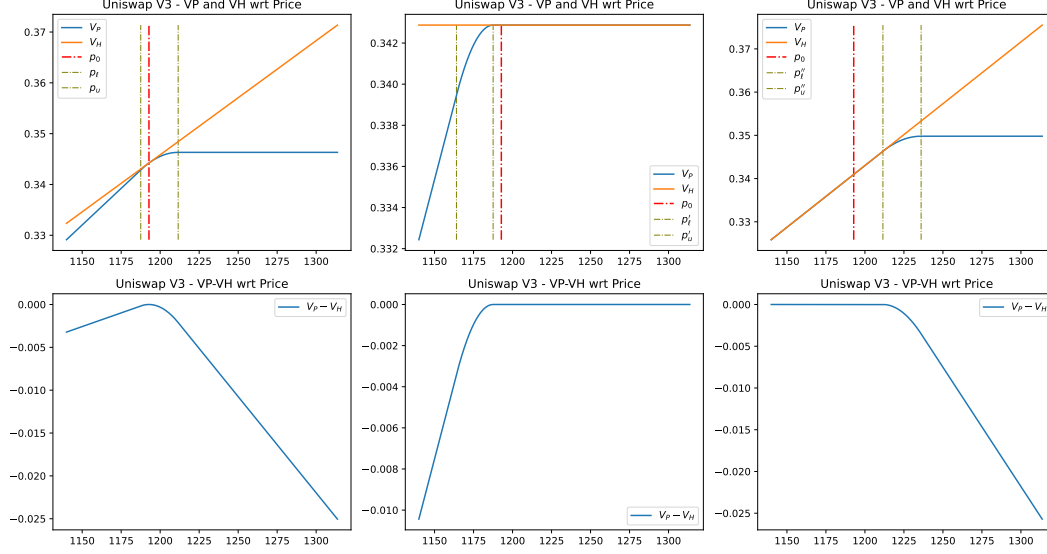 Uniswap V3 - VP and VH wrt Price
0.37
0.36
0.35
0.34
0.33
V_P
V_H
p_0
p_ℓ
p_u
1150 1175 1200 1225 1250 1275 1300
Uniswap V3 - VP and VH wrt Price
0.342
0.340
0.338
0.336
0.334
0.332
V_P
V_H
p_0
p'_ℓ
p'_u
1150 1175 1200 1225 1250 1275 1300
Uniswap V3 - VP and VH wrt Price
0.37
0.36
0.35
0.34
0.33
V_P
V_H
p_0
p''_ℓ
p''_u
1150 1175 1200 1225 1250 1275 1300
Uniswap V3 - VP-VH wrt Price
0.000
−0.005
−0.010
−0.015
−0.020
−0.025
V_P − V_H
1150 1175 1200 1225 1250 1275 1300
Uniswap V3 - VP-VH wrt Price
0.000
−0.002
−0.004
−0.006
−0.008
−0.010
V_P − V_H
1150 1175 1200 1225 1250 1275 1300
Uniswap V3 - VP-VH wrt Price
0.000
−0.005
−0.010
−0.015
−0.020
−0.025
V_P − V_H
1150 1175 1200 1225 1250 1275 1300